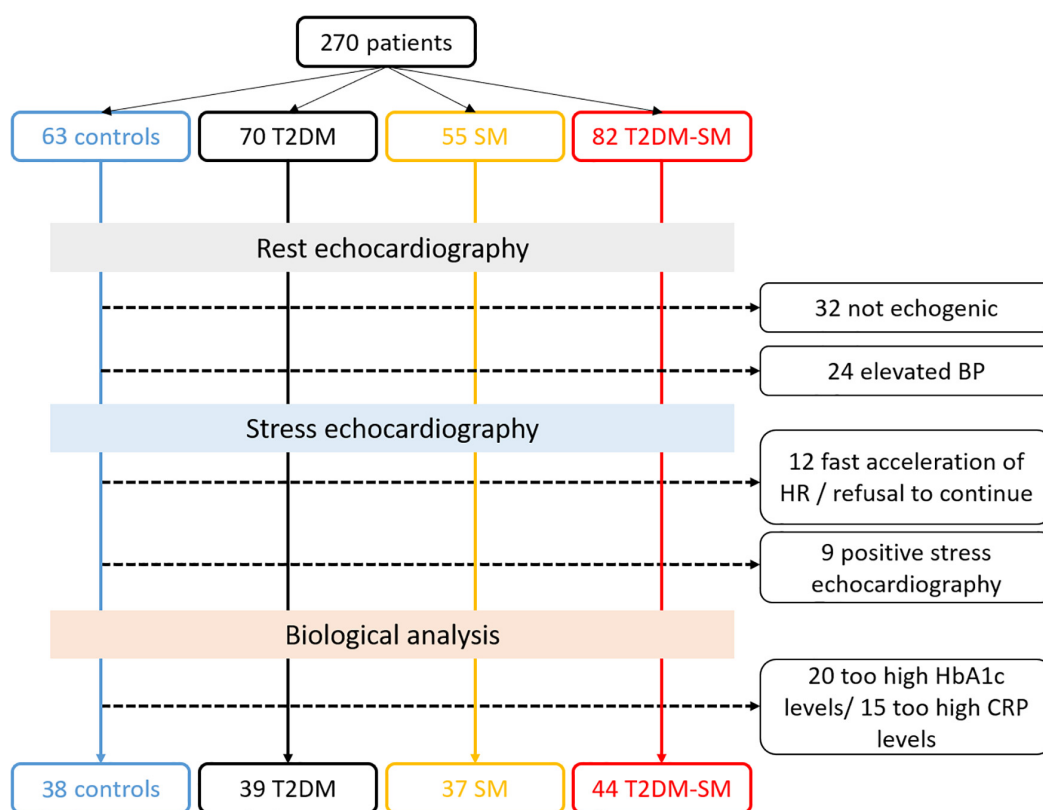 270 patients
63 controls
70 T2DM
55 SM
82 T2DM-SM
Rest echocardiography
32 not echogenic
24 elevated BP
Stress echocardiography
12 fast acceleration of
HR / refusal to continue
9 positive stress
echocardiography
Biological analysis
20 too high HbA1c
levels/ 15 too high CRP
levels
38 controls
39 T2DM
37 SM
44 T2DM-SM